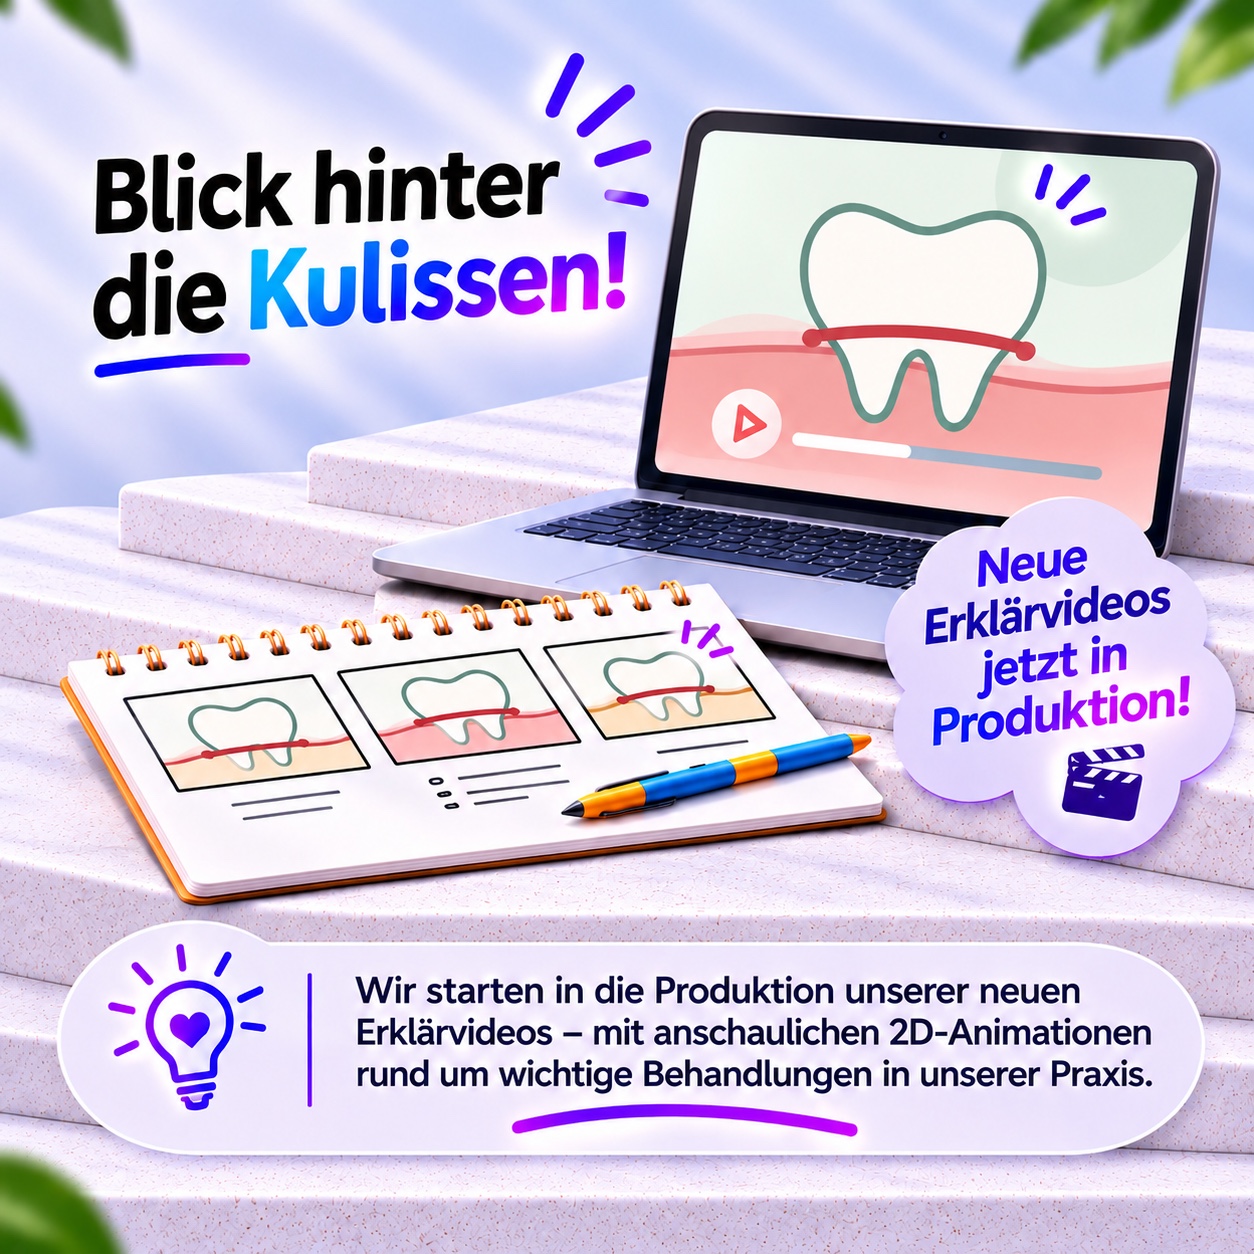 Blick hinter
die Kulissen!
Neue
Erklärvideos
jetzt in
Produktion!
Wir starten in die Produktion unserer neuen
Erklärvideos – mit anschaulichen 2D-Animationen
rund um wichtige Behandlungen in unserer Praxis.